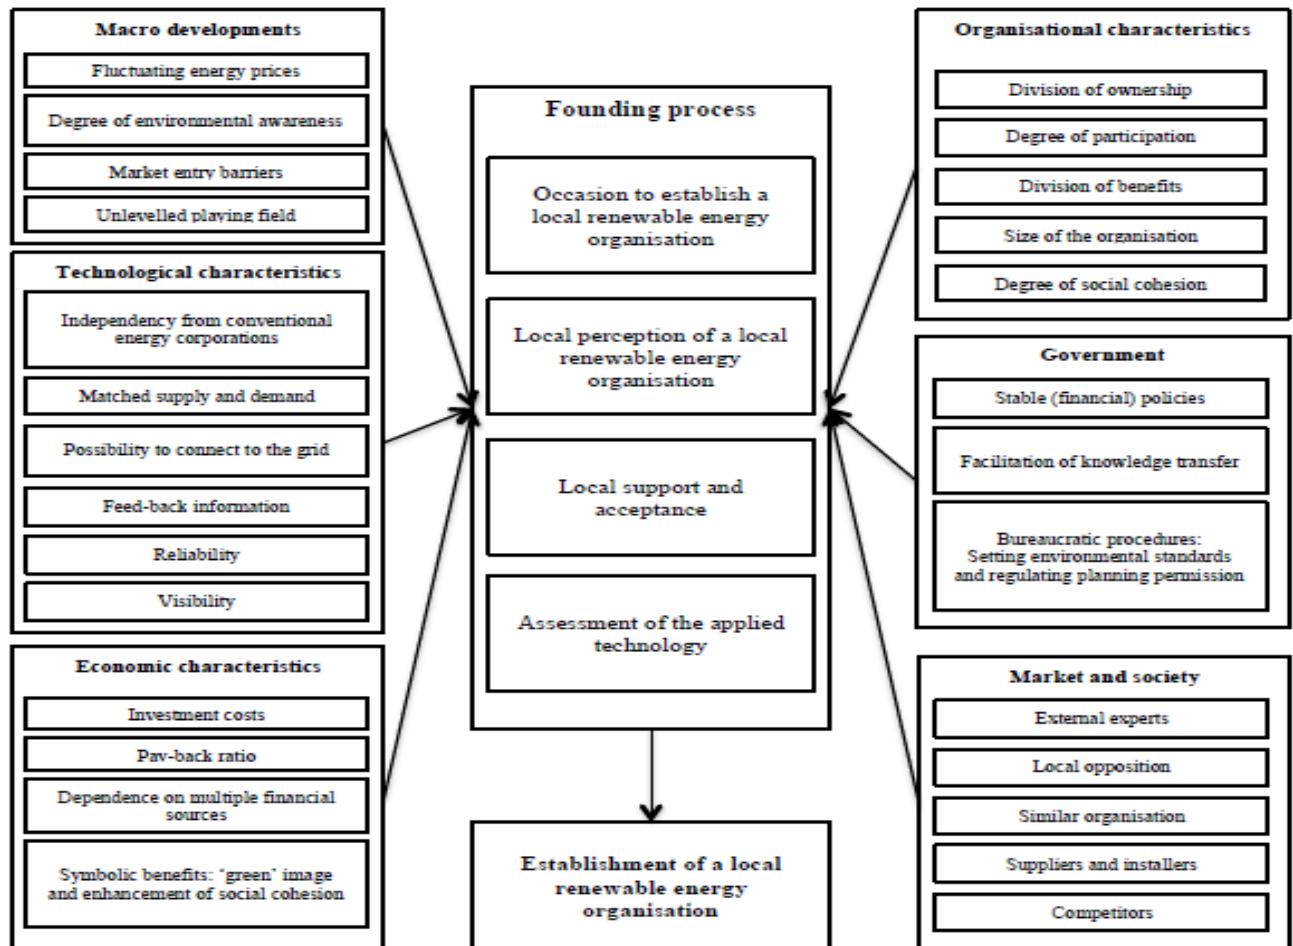 Macro developments
Fluctuating energy prices
Degree of environmental awareness
Market entry barriers
Unlevelled playing field
Technological characteristics
Independency from conventional
energy corporations
Matched supply and demand
Possibility to connect to the grid
Feed-back information
Reliability
Visibility
Economic characteristics
Investment costs
Pay-back ratio
Dependence on multiple financial
sources
Symbolic benefits: "green" image
and enhancement of social cohesion
Founding process
Occasion to establish a
local renewable energy
organisation
Local perception of a local
renewable energy
organisation
Local support and
acceptance
Assessment of the applied
technology
Establishment of a local
renewable energy
organisation
Organisational characteristics
Division of ownership
Degree of participation
Division of benefits
Size of the organisation
Degree of social cohesion
Government
Stable (financial) policies
Facilitation of knowledge transfer
Bureaucratic procedures:
Setting environmental standards
and regulating planning permission
Market and society
External experts
Local opposition
Similar organisation
Suppliers and installers
Competitors